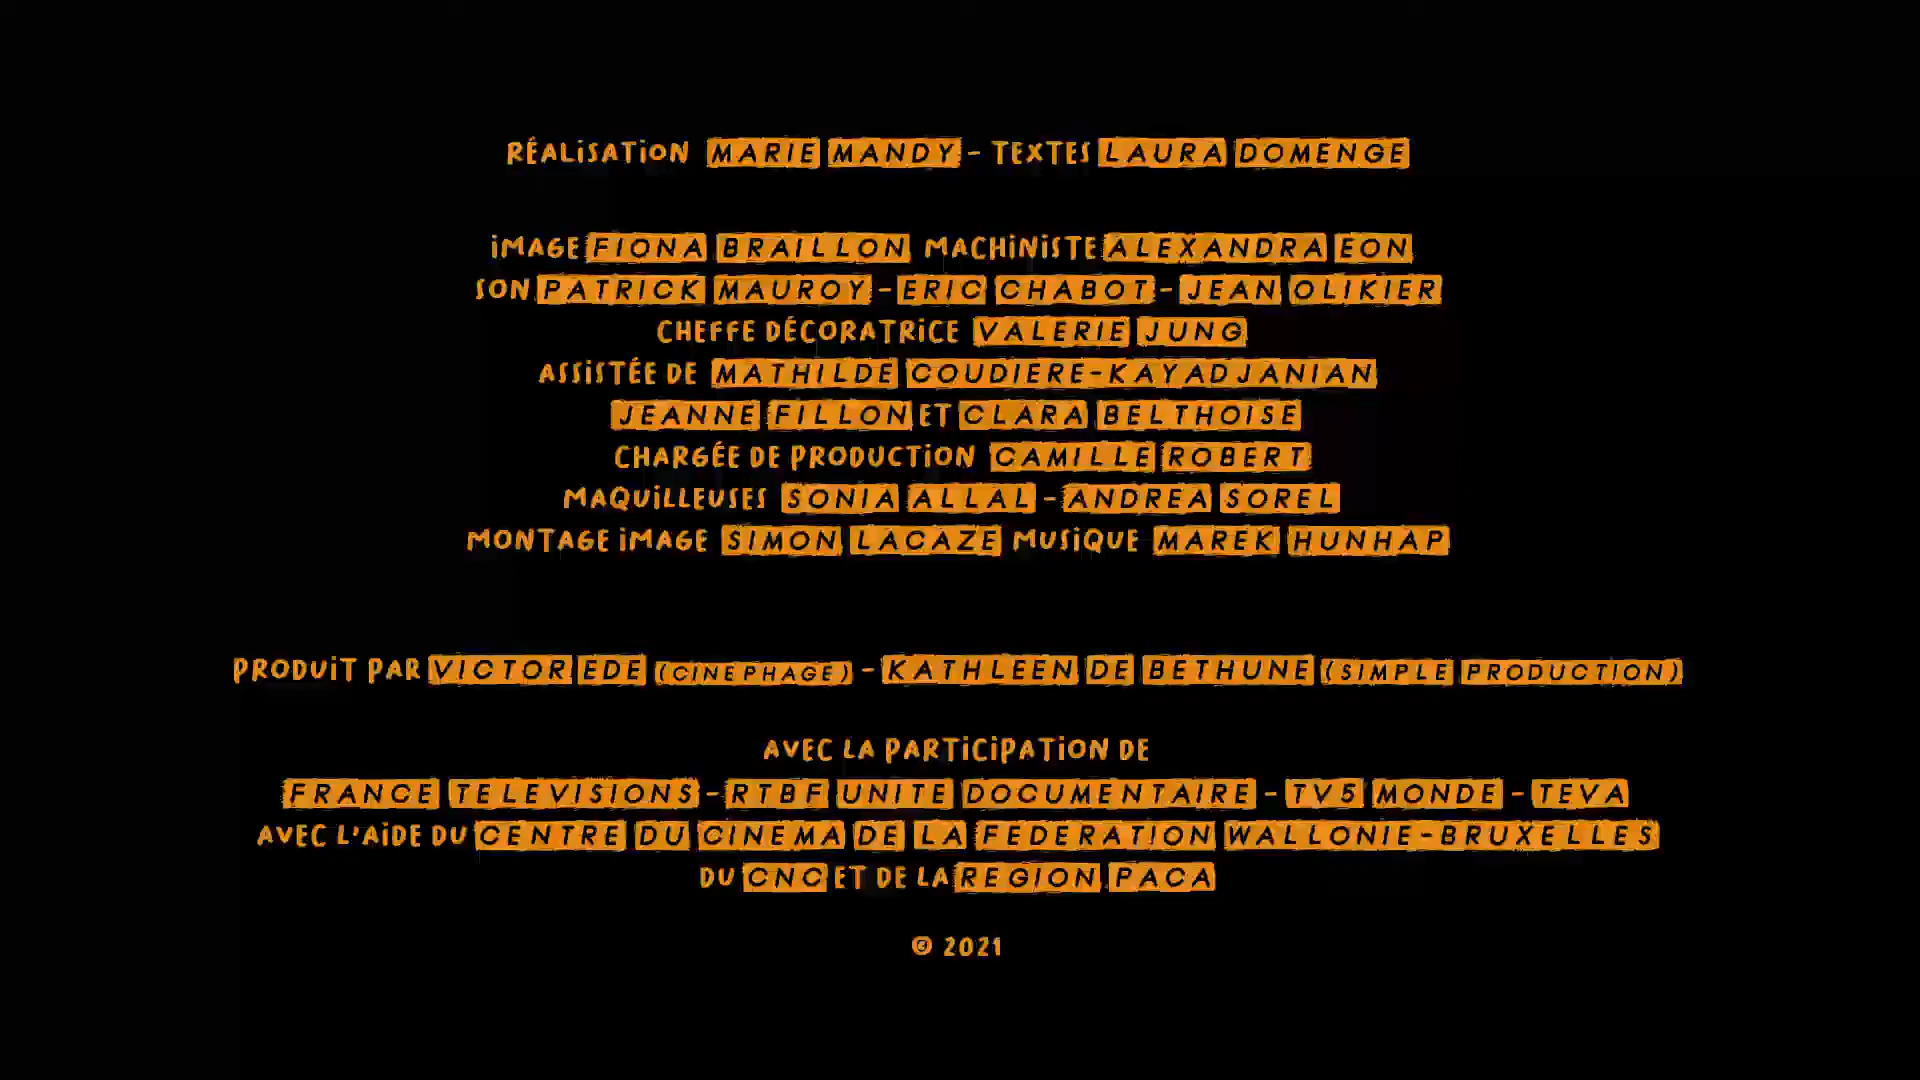 RÉALiSATiON MARIE MANDY - TEXTES LAURA DOMENGE
iMAGE FIONA BRAILLON MACHiNiSTE ALEXANDRA EON
SON PATRICK MAUROY - ERIC CHABOT - JEAN OLIKIER
CHEFFE DÉCORATRiCE VALERIE JUNG
ASSiSTÉE DE MATHILDE COUDIERE-KAYADJANIAN
JEANNE FILLON ET CLARA BELTHOISE
CHARGÉE DE PRODUCTiON CAMILLE ROBERT
MAQUiLLEUSES SONIA ALLAL - ANDREA SOREL
MONTAGE iMAGE SIMON LACAZE MUSiQUE MAREK HUNHAP
PRODUiT PAR VICTOR EDE (CINEPHAGE) - KATHLEEN DE BETHUNE (SIMPLE PRODUCTION)
AVEC LA PARTiCiPATiON DE
FRANCE TELEVISIONS - RTBF UNITE DOCUMENTAIRE - TV5 MONDE - TEVA
AVEC L'AiDE DU CENTRE DU CINEMA DE LA FEDERATION WALLONIE-BRUXELLES
DU CNC ET DE LA REGION PACA
© 2021